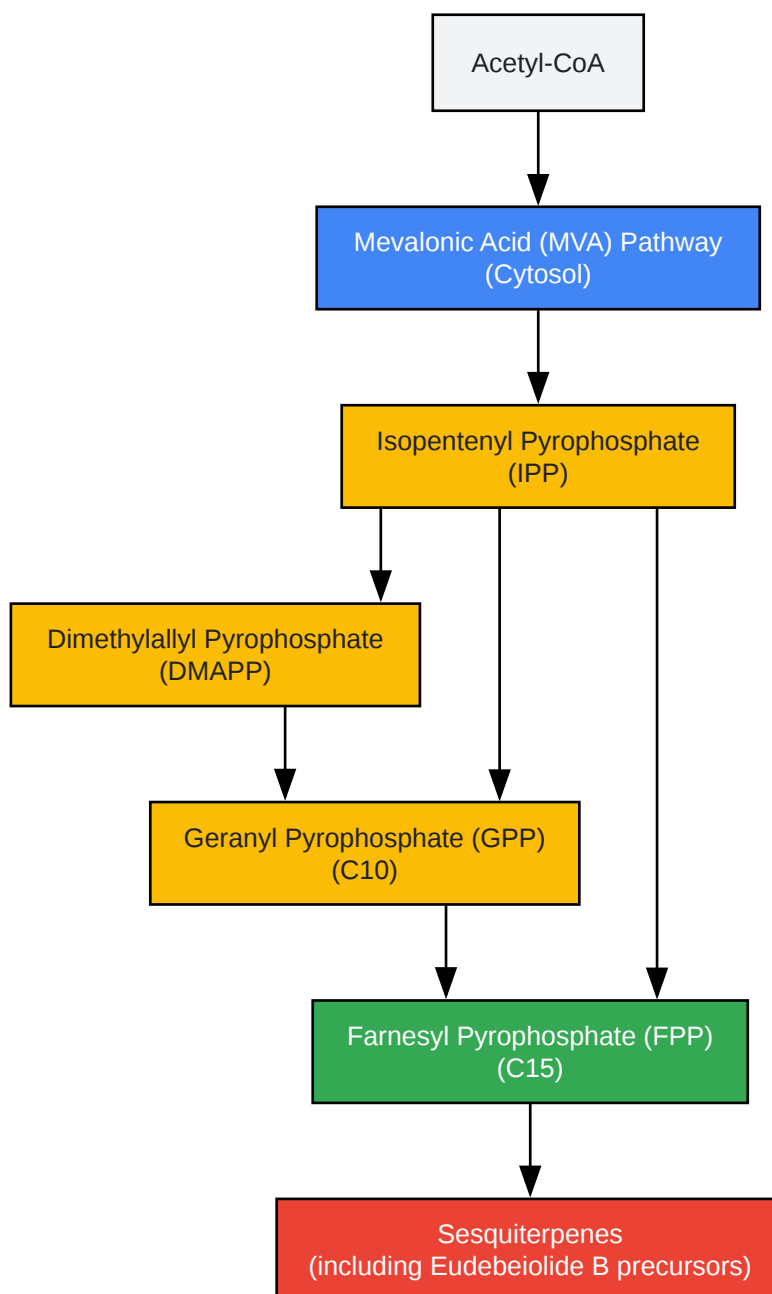 Acetyl-CoA
Mevalonic Acid (MVA) Pathway
(Cytosol)
Isopentenyl Pyrophosphate
(IPP)
Dimethylallyl Pyrophosphate
(DMAPP)
Geranyl Pyrophosphate (GPP)
(C10)
Farnesyl Pyrophosphate (FPP)
(C15)
Sesquiterpenes
(including Eudebeiolide B precursors)